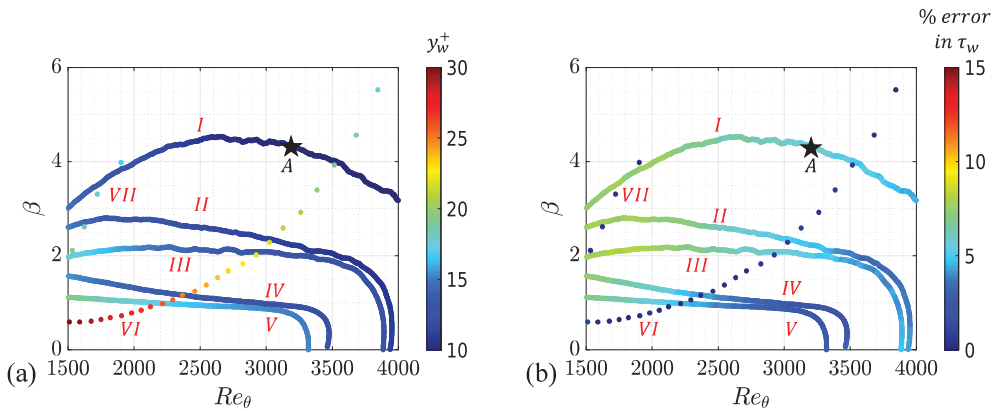 (a)
y_w^+
30
25
20
15
10
6
4
2
0
β
1500 2000 2500 3000 3500 4000
Re_θ
I
II
III
IV
V
VI
VII
A
(b)
% error
in τ_w
15
10
5
0
6
4
2
0
β
1500 2000 2500 3000 3500 4000
Re_θ
I
II
III
IV
V
VI
VII
A